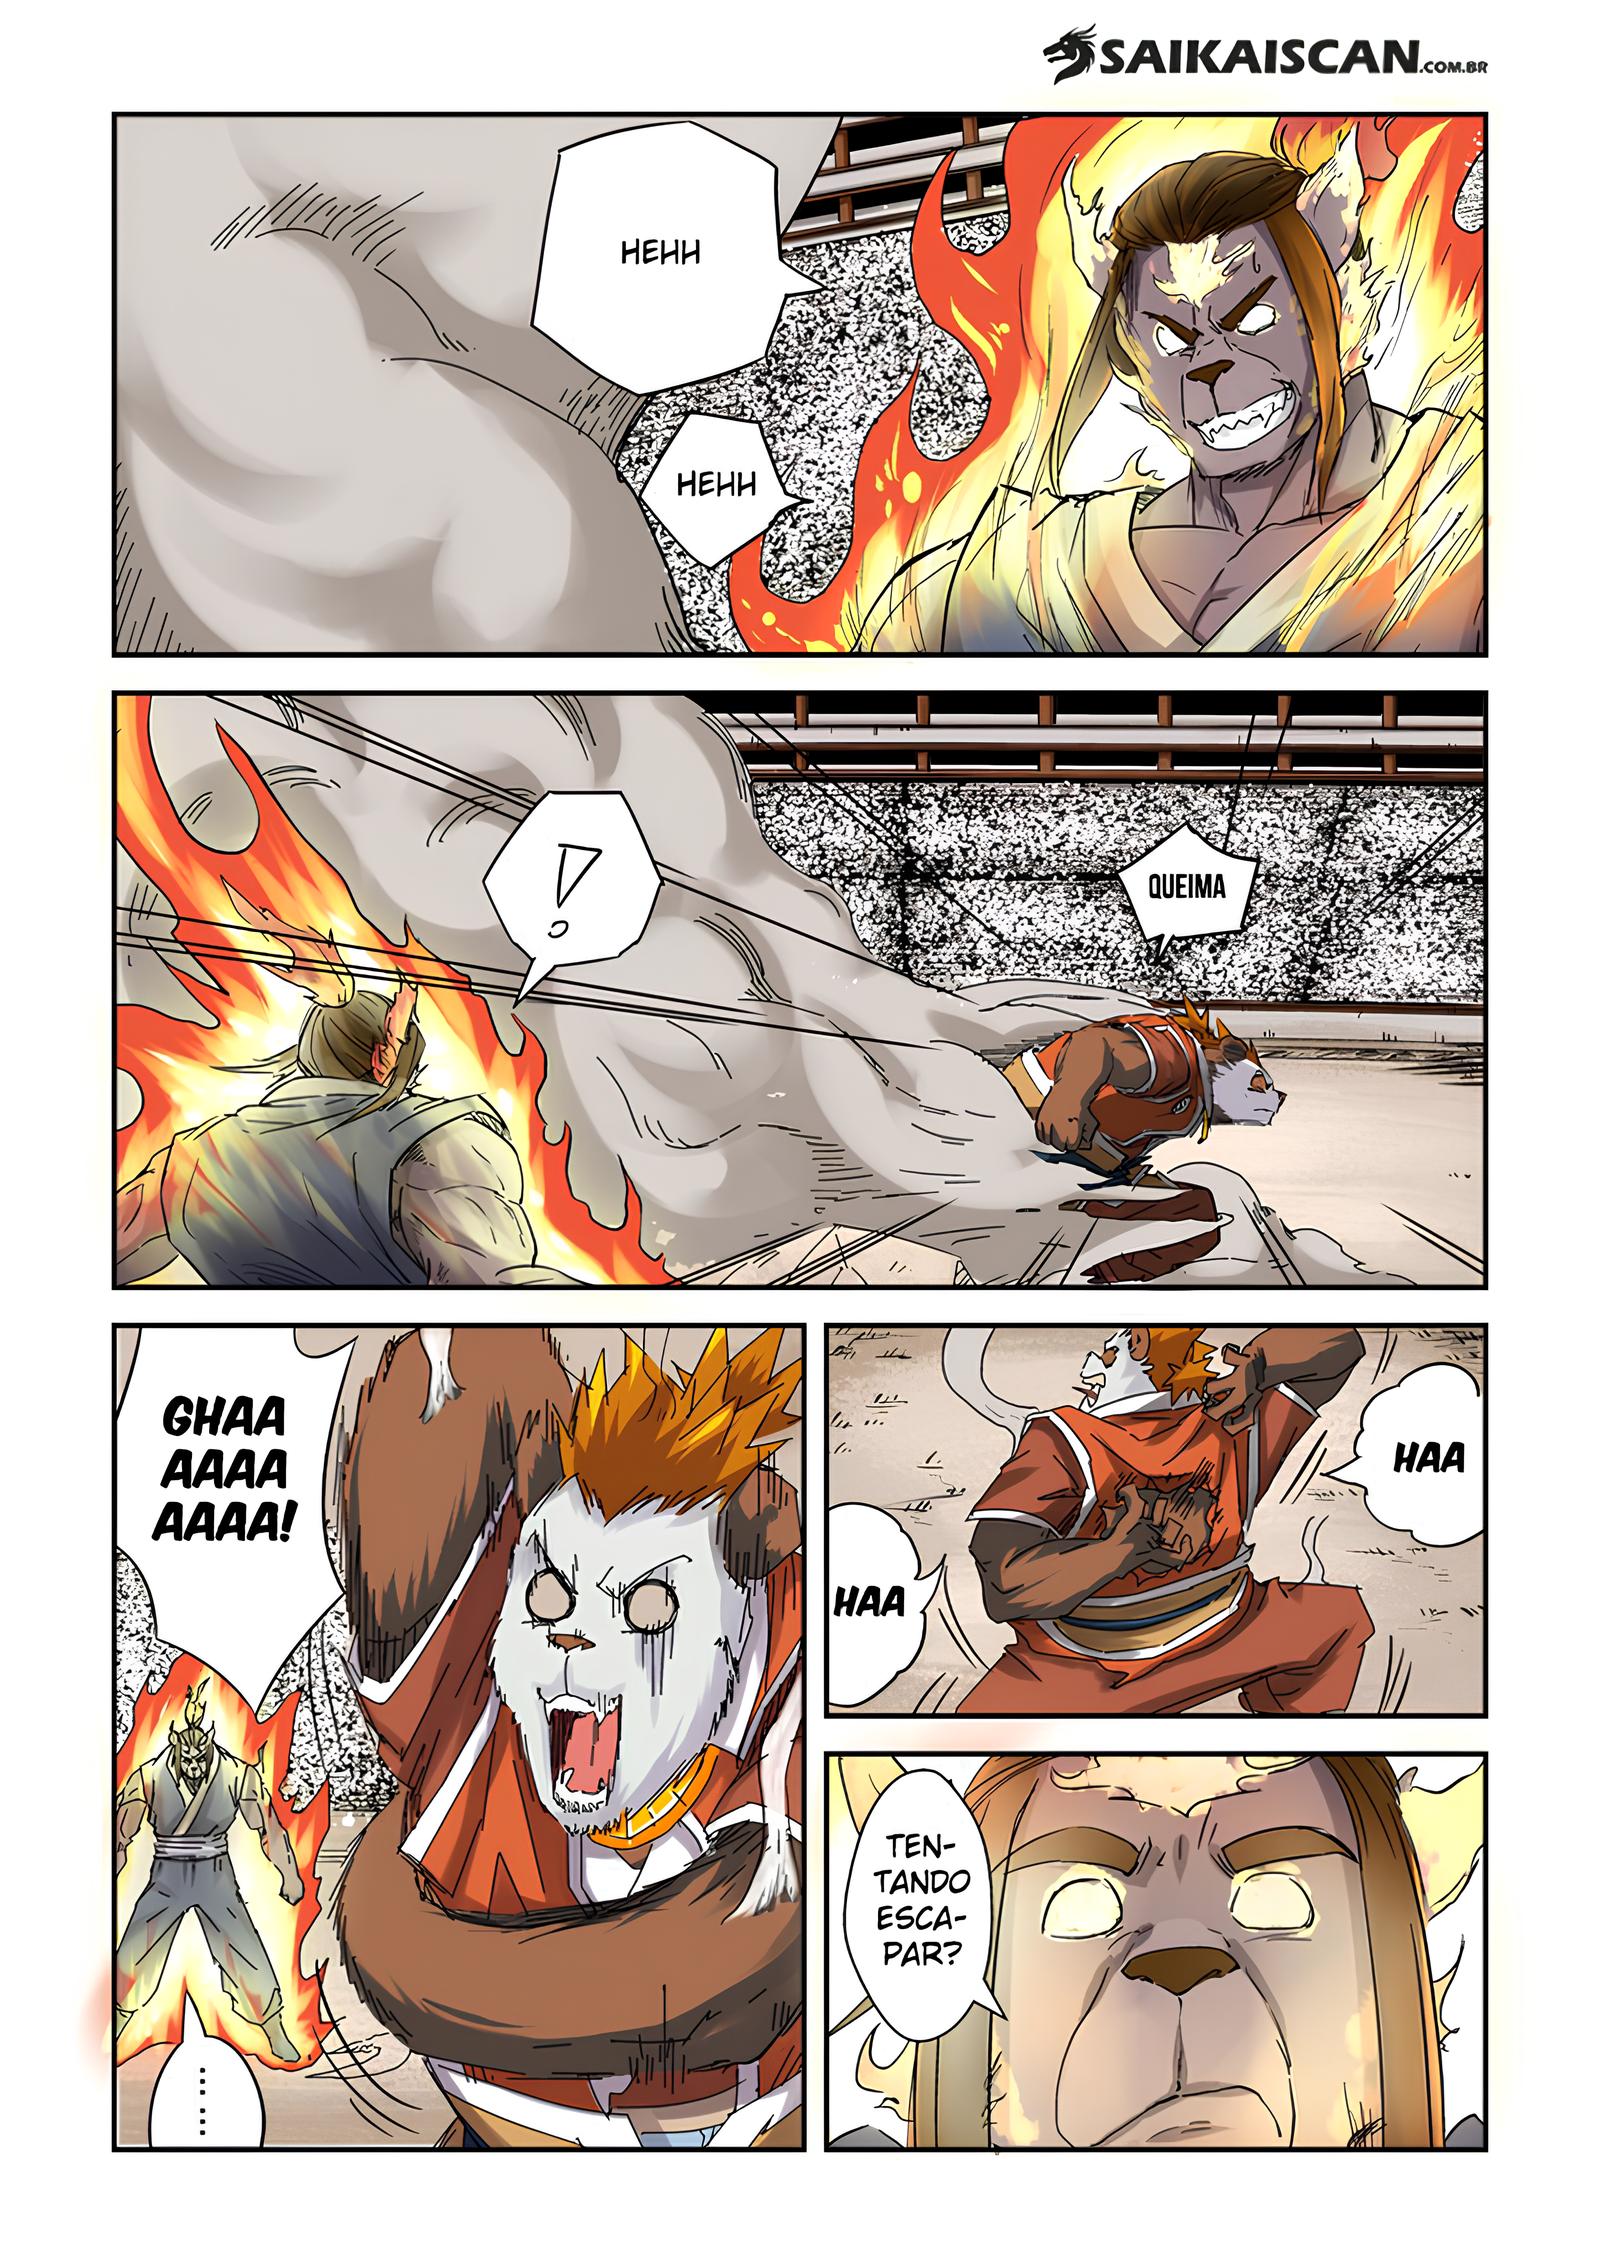 SAIKAISCAN.COM.BR
HEHH
HEHH
!
QUEIMA
GHAA
AAAA
AAAA!
......
HAA
HAA
TEN-
TANDO
ESCA-
PAR?